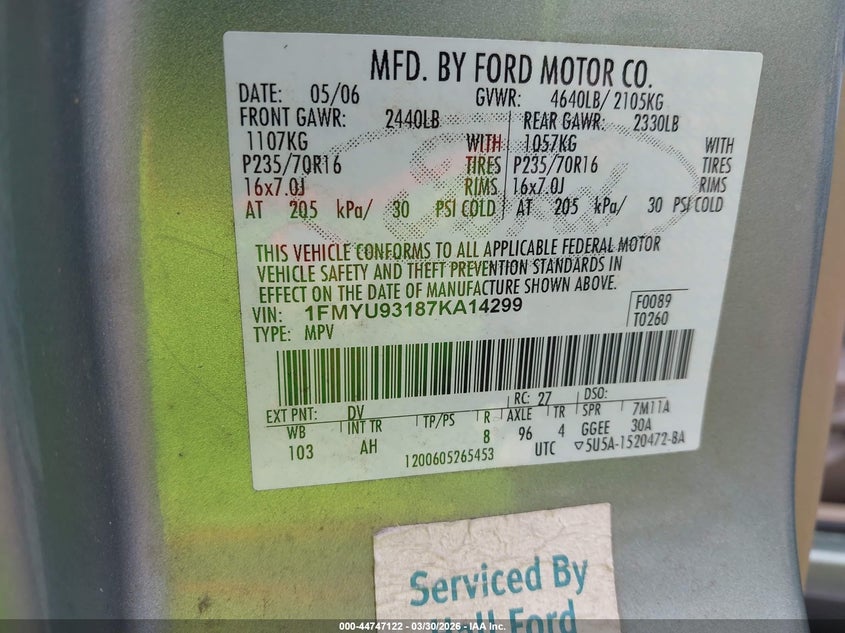 MFD. BY FORD MOTOR CO.
DATE: 05/06 GVWR: 4640LB/ 2105KG
FRONT GAWR: 2440LB REAR GAWR: 2330LB
1107KG WITH 1057KG WITH
P235/70R16 TIRES P235/70R16 TIRES
16x7.0J RIMS 16x7.0J RIMS
AT 205 kPa/ 30 PSI COLD AT 205 kPa/ 30 PSI COLD
THIS VEHICLE CONFORMS TO ALL APPLICABLE FEDERAL MOTOR
VEHICLE SAFETY AND THEFT PREVENTION STANDARDS IN
EFFECT ON THE DATE OF MANUFACTURE SHOWN ABOVE.
VIN: 1FMYU93187KA14299 F0089
TYPE: MPV T0260
RC: 27 DSO:
EXT PNT: DV R AXLE TR SPR 7M11A
WB INT TR TP/PS 8 96 4 GGEE 30A
103 AH 1200605265453 UTC ▽5U5A-1520472-BA
Serviced By
Ford
000-44747122 - 03/30/2026 - IAA Inc.